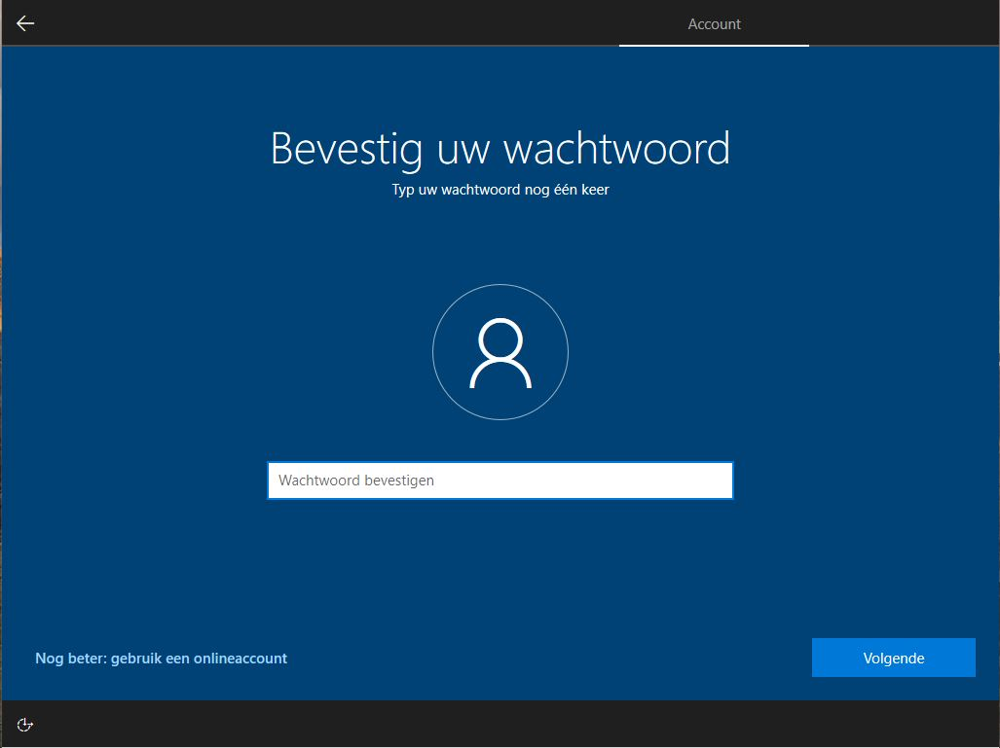 Account
Bevestig uw wachtwoord
Typ uw wachtwoord nog één keer
Wachtwoord bevestigen
Nog beter: gebruik een onlineaccount
Volgende